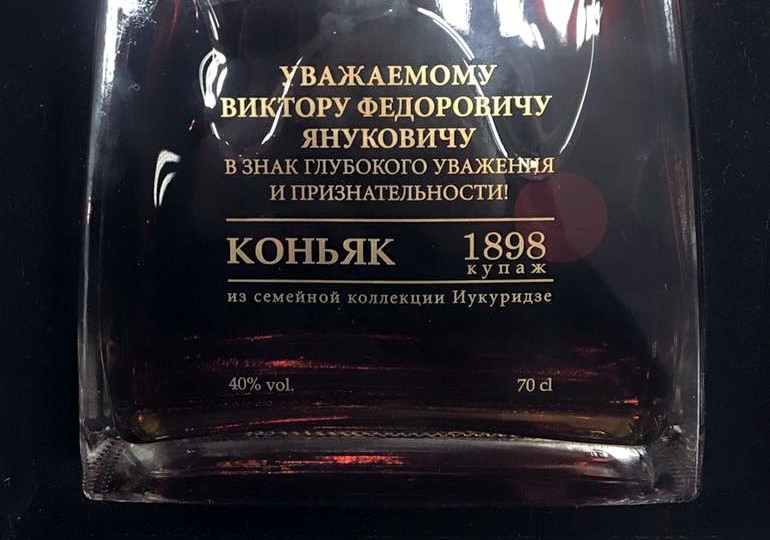 УВАЖАЕМОМУ
ВИКТОРУ ФЕДОРОВИЧУ
ЯНУКОВИЧУ
В ЗНАК ГЛУБОКОГО УВАЖЕНИЯ
И ПРИЗНАТЕЛЬНОСТИ!
КОНЬЯК 1898
купаж
из семейной коллекции Иукуридзе
40% vol. 70 cl